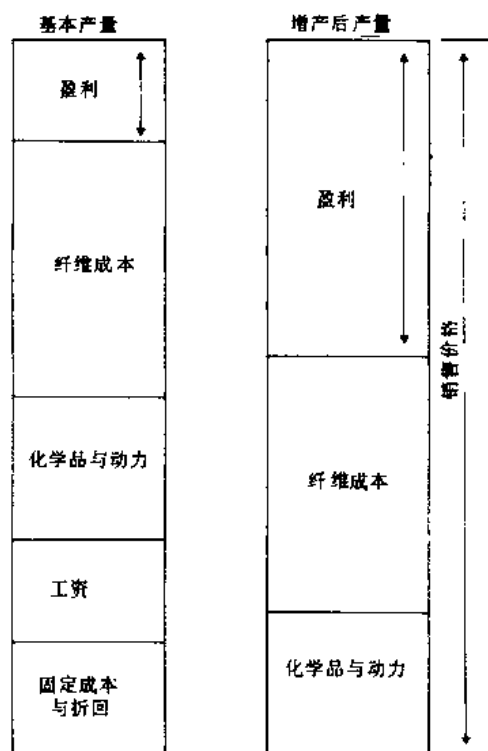 基本产量
增产后产量
盈利
纤维成本
化学品与动力
工资
固定成本
与折回
盈利
纤维成本
化学品与动力
销售价格